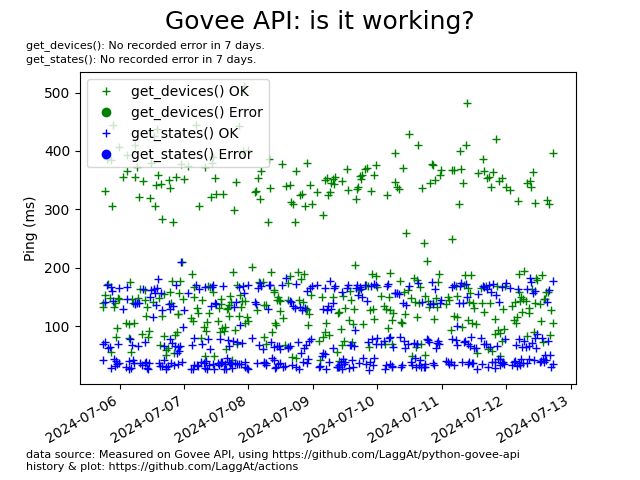 Govee API: is it working?
get_devices(): No recorded error in 7 days.
get_states(): No recorded error in 7 days.
get_devices() OK
get_devices() Error
get_states() OK
get_states() Error
Ping (ms)
500
400
300
200
100
2024-07-06
2024-07-07
2024-07-08
2024-07-09
2024-07-10
2024-07-11
2024-07-12
2024-07-13
data source: Measured on Govee API, using https://github.com/LaggAt/python-govee-api
history & plot: https://github.com/LaggAt/actions